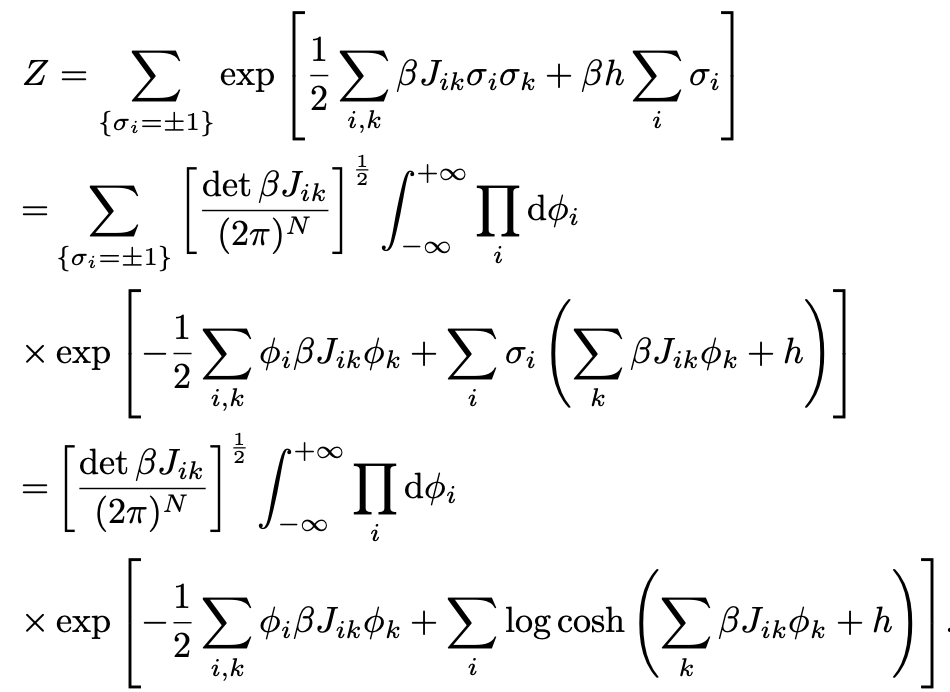 Z = \sum_{\{\sigma_i=\pm 1\}} \exp \left[ \frac{1}{2} \sum_{i,k} \beta J_{ik} \sigma_i \sigma_k + \beta h \sum_i \sigma_i \right]
= \sum_{\{\sigma_i=\pm 1\}} \left[ \frac{\det \beta J_{ik}}{(2\pi)^N} \right]^{\frac{1}{2}} \int_{-\infty}^{+\infty} \prod_i \mathrm{d}\phi_i
\times \exp \left[ -\frac{1}{2} \sum_{i,k} \phi_i \beta J_{ik} \phi_k + \sum_i \sigma_i \left( \sum_k \beta J_{ik} \phi_k + h \right) \right]
= \left[ \frac{\det \beta J_{ik}}{(2\pi)^N} \right]^{\frac{1}{2}} \int_{-\infty}^{+\infty} \prod_i \mathrm{d}\phi_i
\times \exp \left[ -\frac{1}{2} \sum_{i,k} \phi_i \beta J_{ik} \phi_k + \sum_i \log \cosh \left( \sum_k \beta J_{ik} \phi_k + h \right) \right].